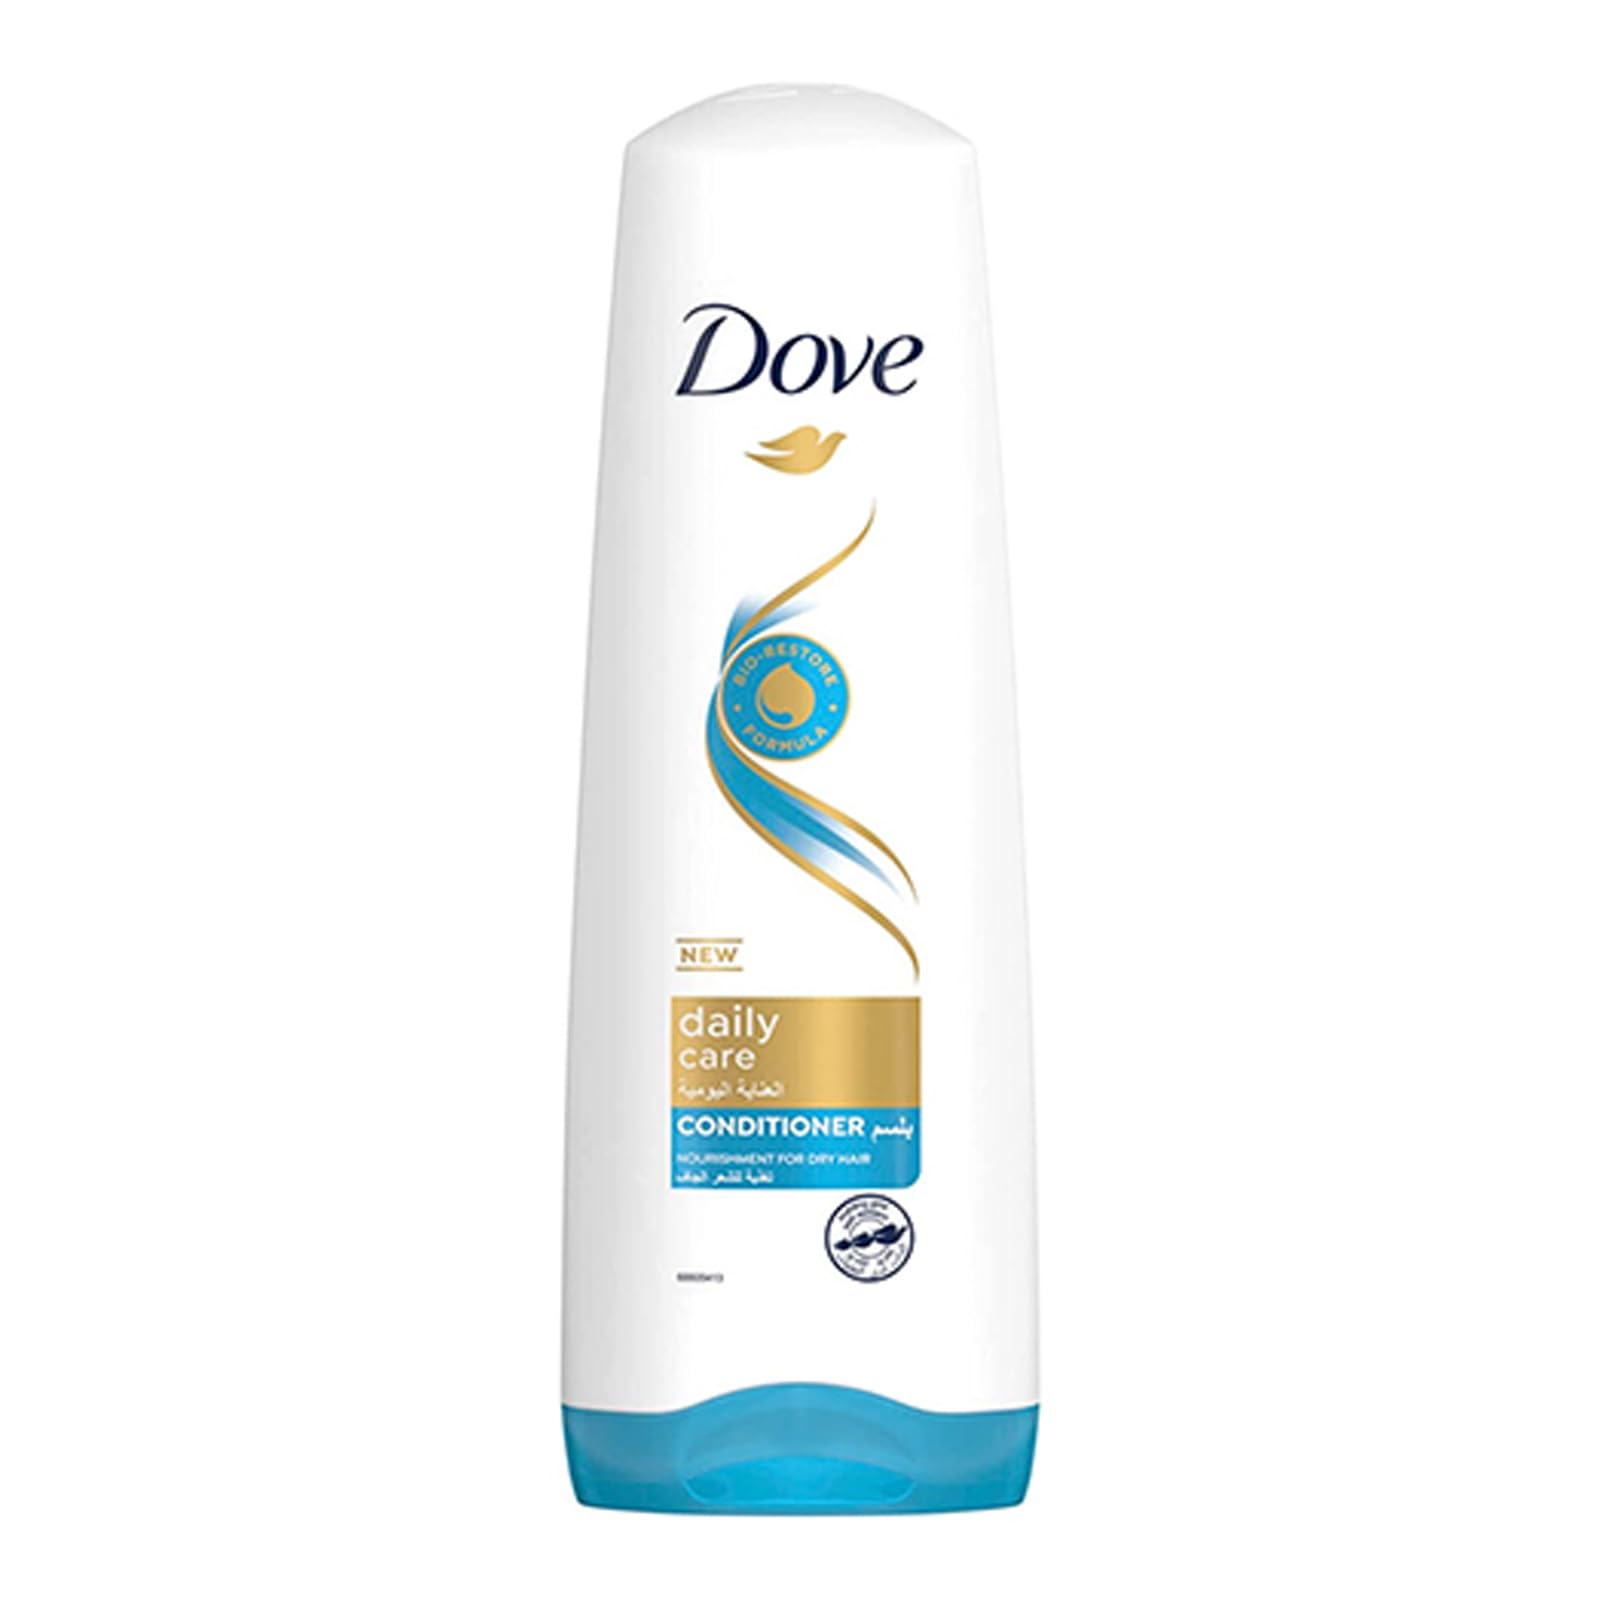 Dove
BIO-RESTORE
FORMULA
NEW
daily
care
العناية اليومية
CONDITIONER بلسم
NOURISHMENT FOR DRY HAIR
تغذية للشعر الجاف